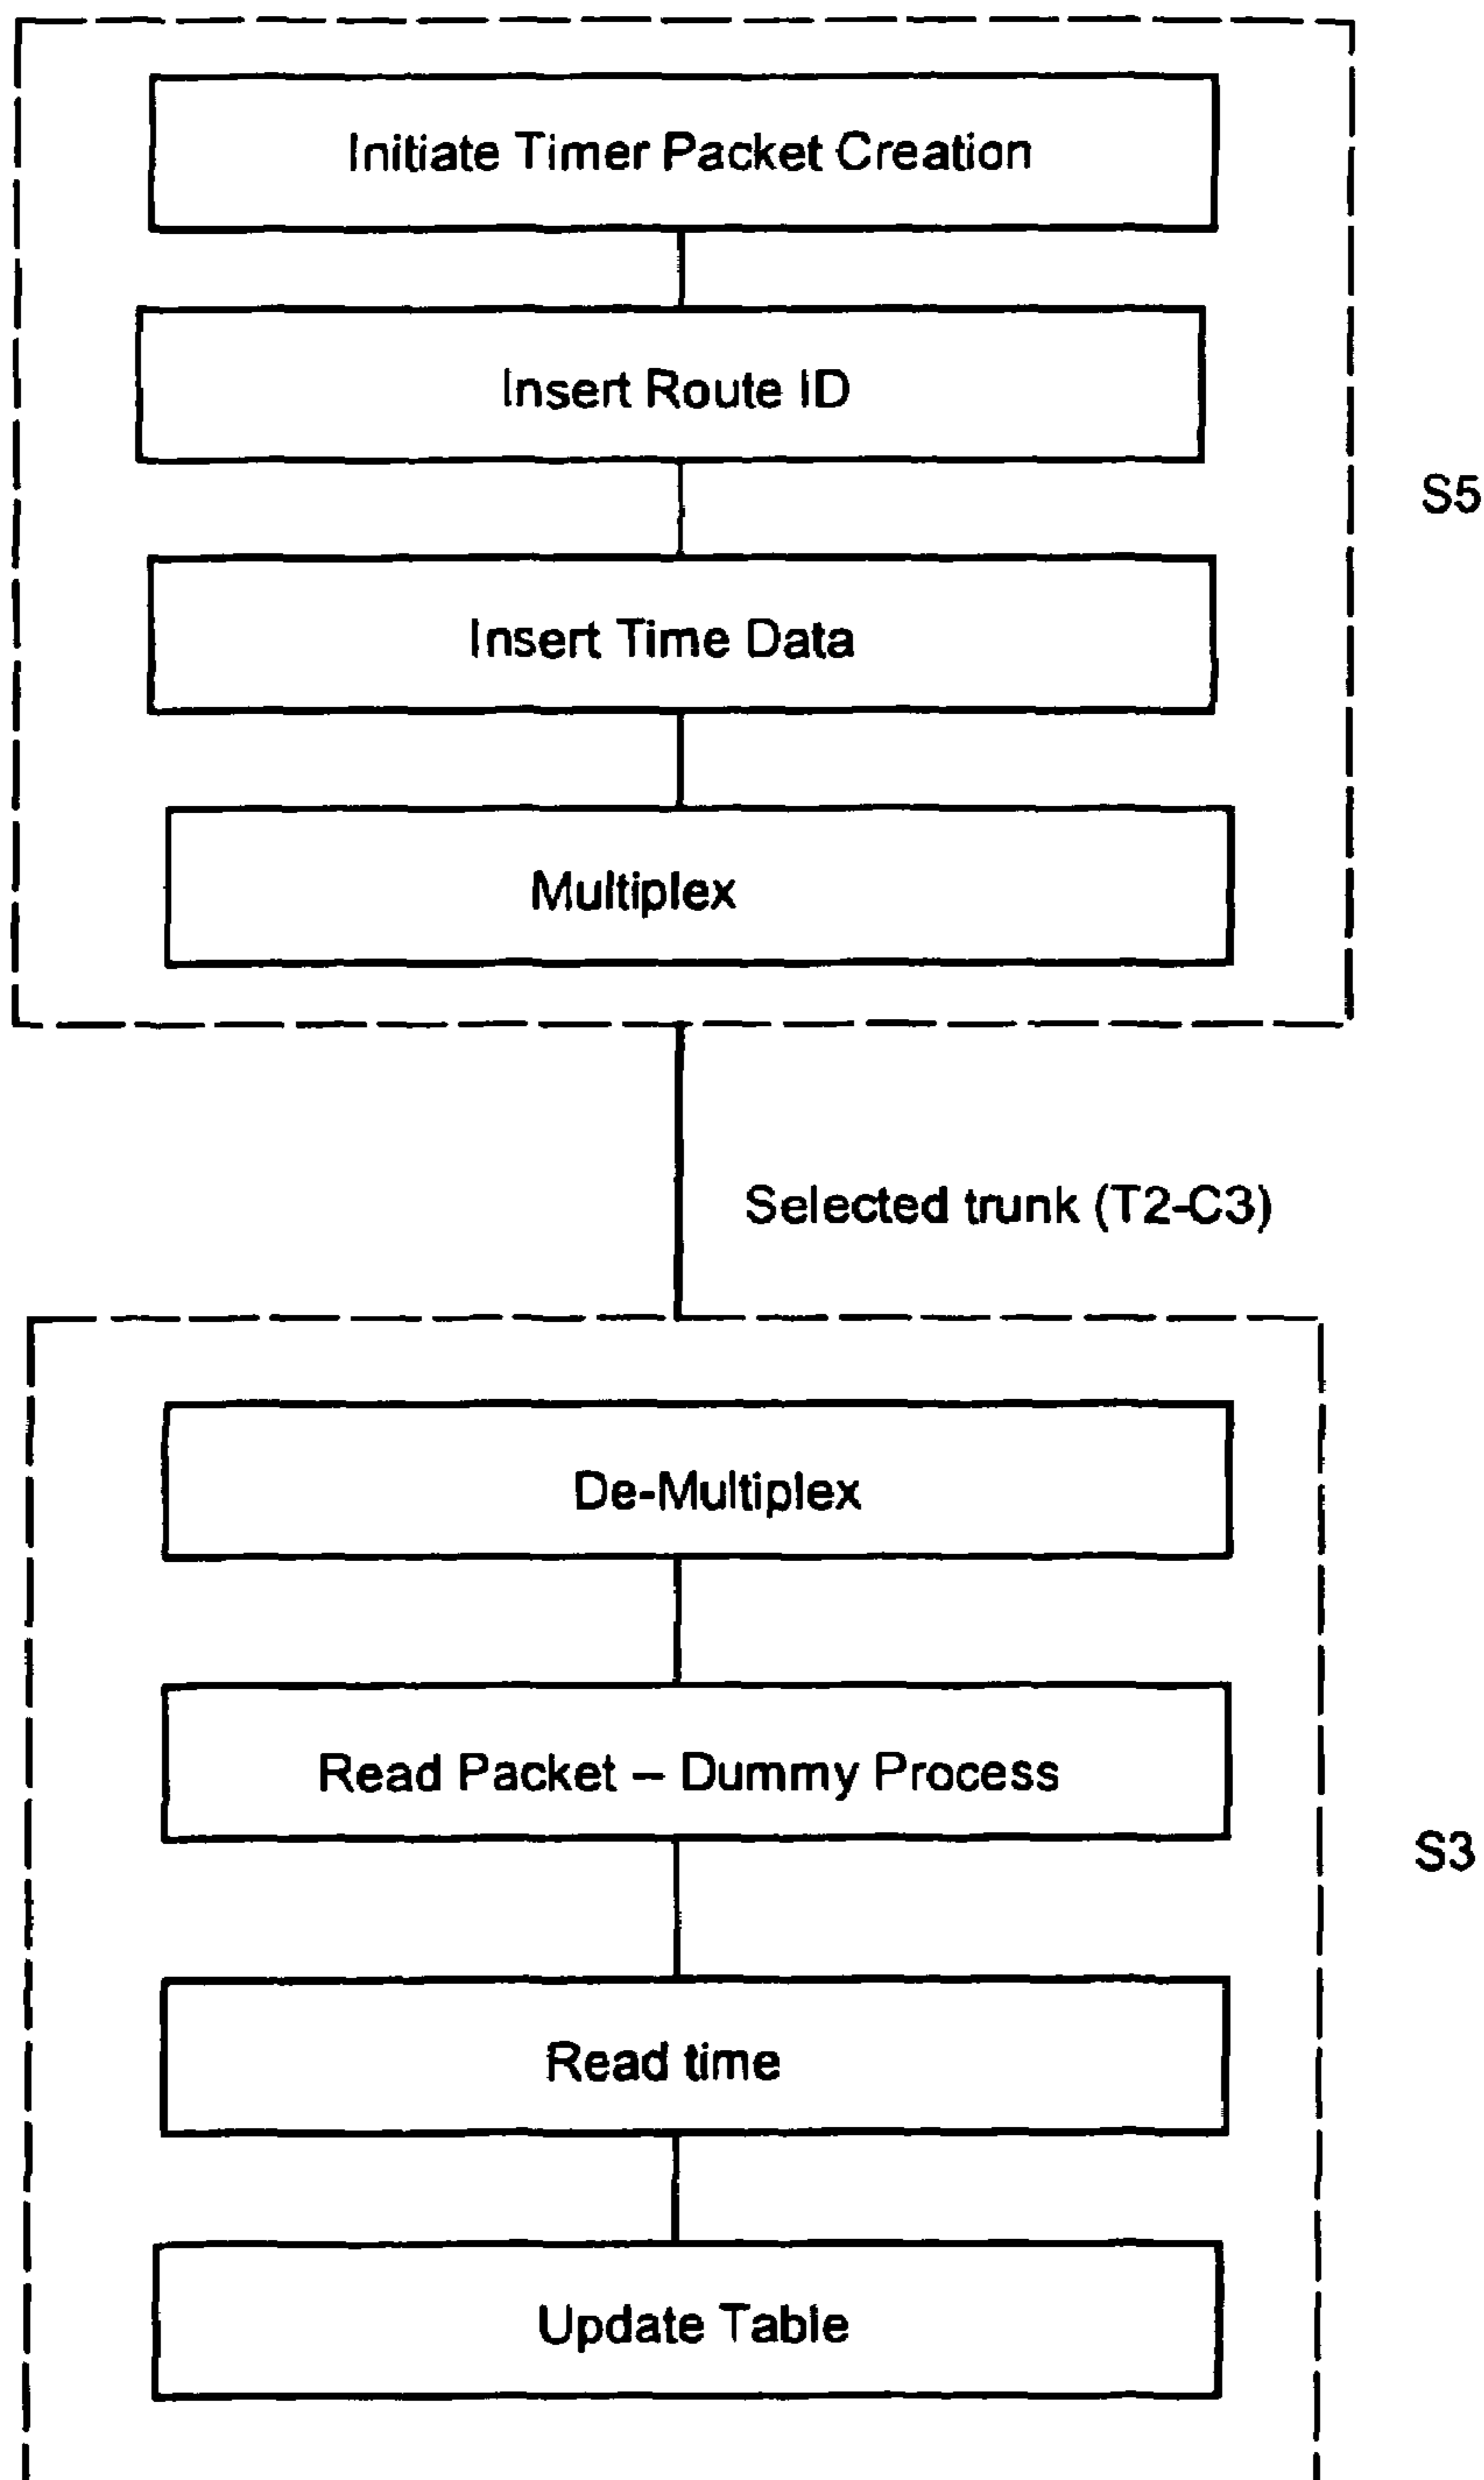 Initiate Timer Packet Creation
Insert Route ID
S5
Insert Time Data
Multiplex
Selected trunk (T2-C3)
De-Multiplex
Read Packet – Dummy Process
S3
Read time
Update Table